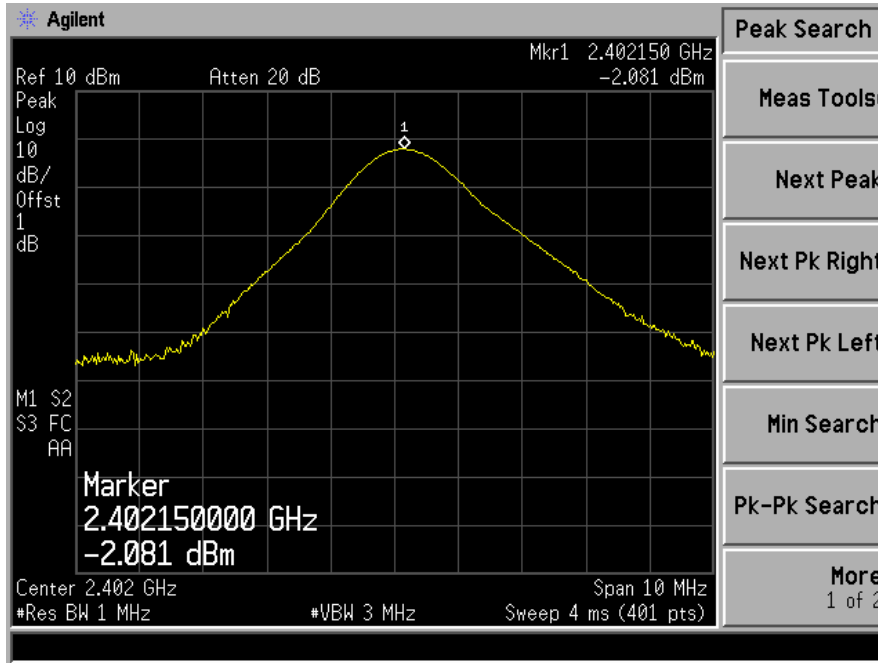 Agilent
Peak Search
Mkr1 2.402150 GHz
Ref 10 dBm Atten 20 dB -2.081 dBm
Peak
Log
10
dB/
Offst
1
dB
1
M1 S2
S3 FC
AA
Marker
2.402150000 GHz
-2.081 dBm
Center 2.402 GHz Span 10 MHz
#Res BW 1 MHz #VBW 3 MHz Sweep 4 ms (401 pts)
Meas Tools
Next Peak
Next Pk Right
Next Pk Left
Min Search
Pk-Pk Search
More
1 of 2